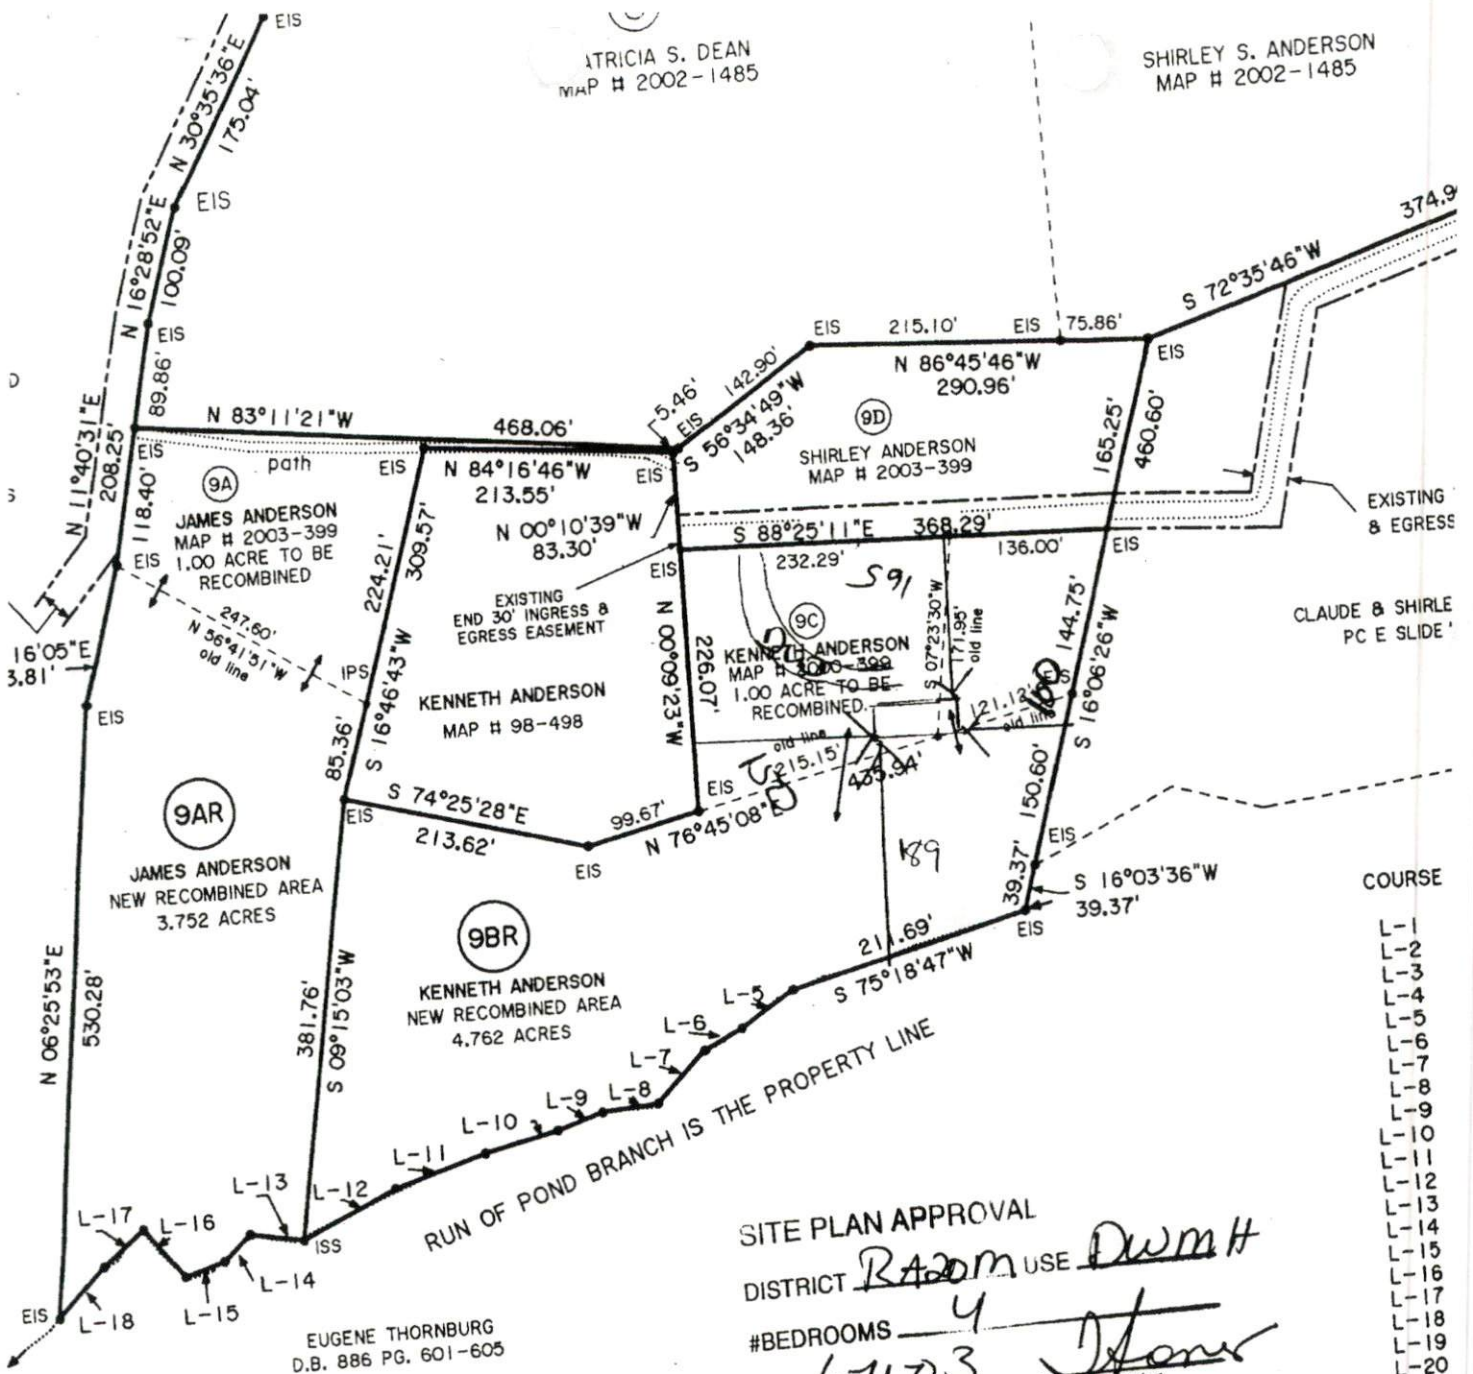 EIS
ATRICIA S. DEAN
MAP # 2002-1485
SHIRLEY S. ANDERSON
MAP # 2002-1485
N 30°35'36"E
175.04'
EIS
N 16°28'52"E
100.09'
EIS
89.86'
374.9
S 72°35'46"W
EIS
215.10'
EIS
75.86'
EIS
N 86°45'46"W
290.96'
142.90'
5.46'
EIS
S 56°34'49"W
148.36'
9D
SHIRLEY ANDERSON
MAP # 2003-399
165.25'
460.60'
N 83°11'21"W
468.06'
N 11°40'31"E
208.25'
118.40'
EIS
path
EIS
N 84°16'46"W
213.55'
EIS
9A
JAMES ANDERSON
MAP # 2003-399
1.00 ACRE TO BE
RECOMBINED
EIS
N 00°10'39"W
83.30'
S 88°25'11"E
368.29'
232.29'
136.00'
EIS
EIS
EXISTING
& EGRESS
EXISTING
END 30' INGRESS &
EGRESS EASEMENT
224.21'
309.57'
247.60'
N 56°41'51"W
old line
IPS
S 16°46'43"W
85.36'
KENNETH ANDERSON
MAP # 98-498
N 00°09'23"W
226.07'
9C
KENNETH ANDERSON
MAP # 2000-399
1.00 ACRE TO BE
RECOMBINED
S 07°23'30"W
171.95'
old line
144.75'
S 16°06'26"W
CLAUDE & SHIRLE
PC E SLIDE
16'05"E
3.81'
EIS
121.12'
old line
100
EIS
old line
215.15'
435.94'
150.60'
EIS
S 74°25'28"E
213.62'
EIS
99.67'
EIS
N 76°45'08"E
EIS
189
39.37'
S 16°03'36"W
39.37'
EIS
9AR
JAMES ANDERSON
NEW RECOMBINED AREA
3.752 ACRES
9BR
KENNETH ANDERSON
NEW RECOMBINED AREA
4.762 ACRES
211.69'
S 75°18'47"W
N 06°25'53"E
530.28'
381.76'
S 09°15'03"W
L-5
L-6
L-7
L-8
L-9
L-10
L-11
L-12
L-13
L-14
L-15
L-16
L-17
L-18
ISS
EIS
RUN OF POND BRANCH IS THE PROPERTY LINE
EUGENE THORNBURG
D.B. 886 PG. 601-605
COURSE
L-1
L-2
L-3
L-4
L-5
L-6
L-7
L-8
L-9
L-10
L-11
L-12
L-13
L-14
L-15
L-16
L-17
L-18
L-19
L-20
SITE PLAN APPROVAL
DISTRICT RA20M USE DWMH
#BEDROOMS 4